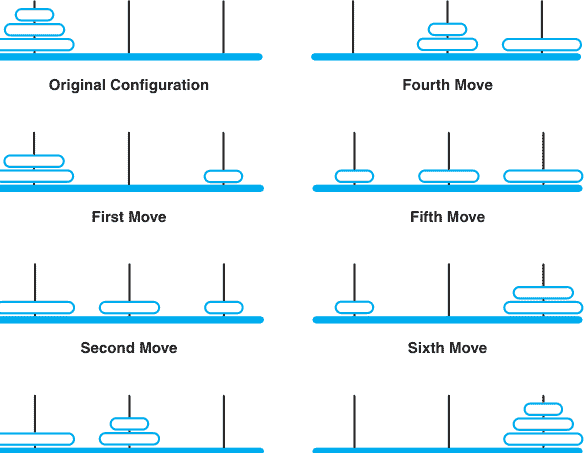 Original Configuration
Fourth Move
First Move
Fifth Move
Second Move
Sixth Move